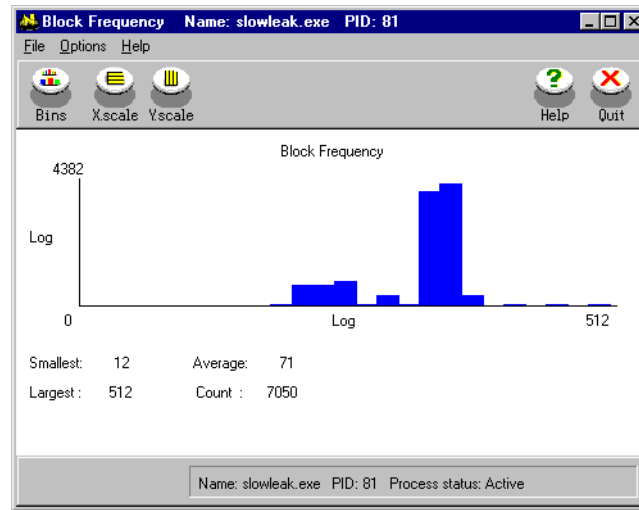 Block Frequency Name: slowleak.exe PID: 81
File Options Help
Bins X.scale Y.scale Help Quit
Block Frequency
4382
Log
0 Log 512
Smallest: 12 Average: 71
Largest : 512 Count : 7050
Name: slowleak.exe PID: 81 Process status: Active